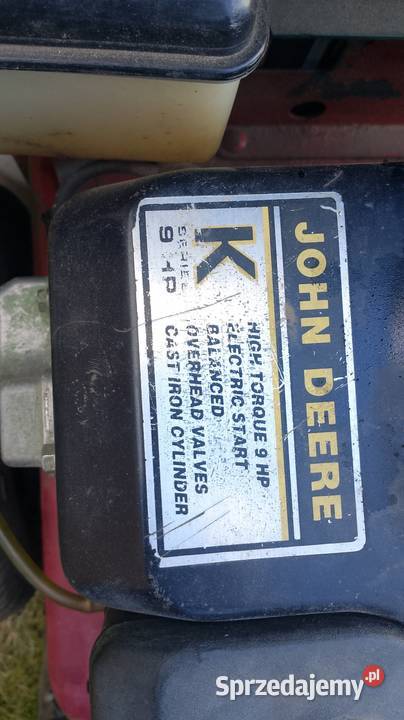 JOHN DEERE
K
SERIES
9 HP
HIGH TORQUE 9 HP
ELECTRIC START
BALANCED
OVERHEAD VALVES
CAST IRON CYLINDER
Sprzedajemy.pl